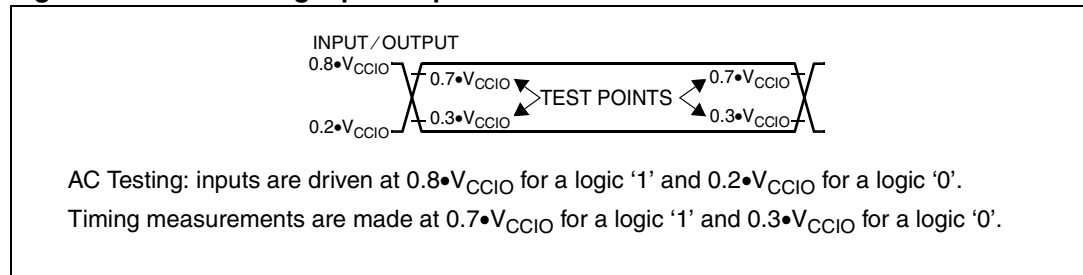 INPUT ⁄ OUTPUT
0.8•VCCIO
0.7•VCCIO 0.7•VCCIO
TEST POINTS
0.3•VCCIO 0.3•VCCIO
0.2•VCCIO
AC Testing: inputs are driven at 0.8•VCCIO for a logic ‘1’ and 0.2•VCCIO for a logic ‘0’.
Timing measurements are made at 0.7•VCCIO for a logic ‘1’ and 0.3•VCCIO for a logic ‘0’.